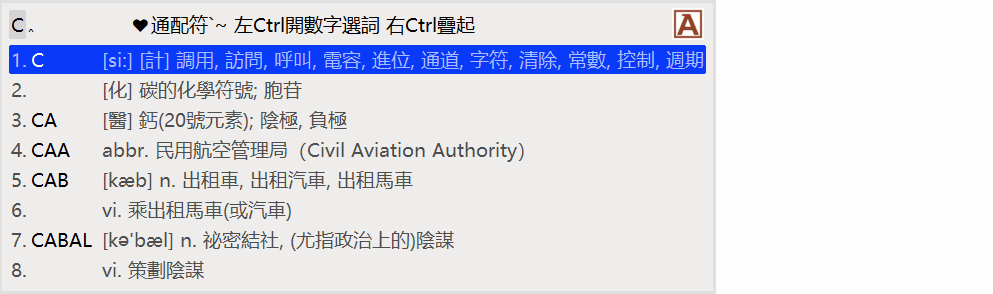 C‸ ♥通配符`~ 左Ctrl開數字選詞 右Ctrl疊起 A
1. C [si:] [計] 調用, 訪問, 呼叫, 電容, 進位, 通道, 字符, 清除, 常數, 控制, 週期
2. [化] 碳的化學符號; 胞苷
3. CA [醫] 鈣(20號元素); 陰極, 負極
4. CAA abbr. 民用航空管理局（Civil Aviation Authority）
5. CAB [kæb] n. 出租車, 出租汽車, 出租馬車
6. vi. 乘出租馬車(或汽車)
7. CABAL [kə'bæl] n. 祕密結社, (尤指政治上的)陰謀
8. vi. 策劃陰謀